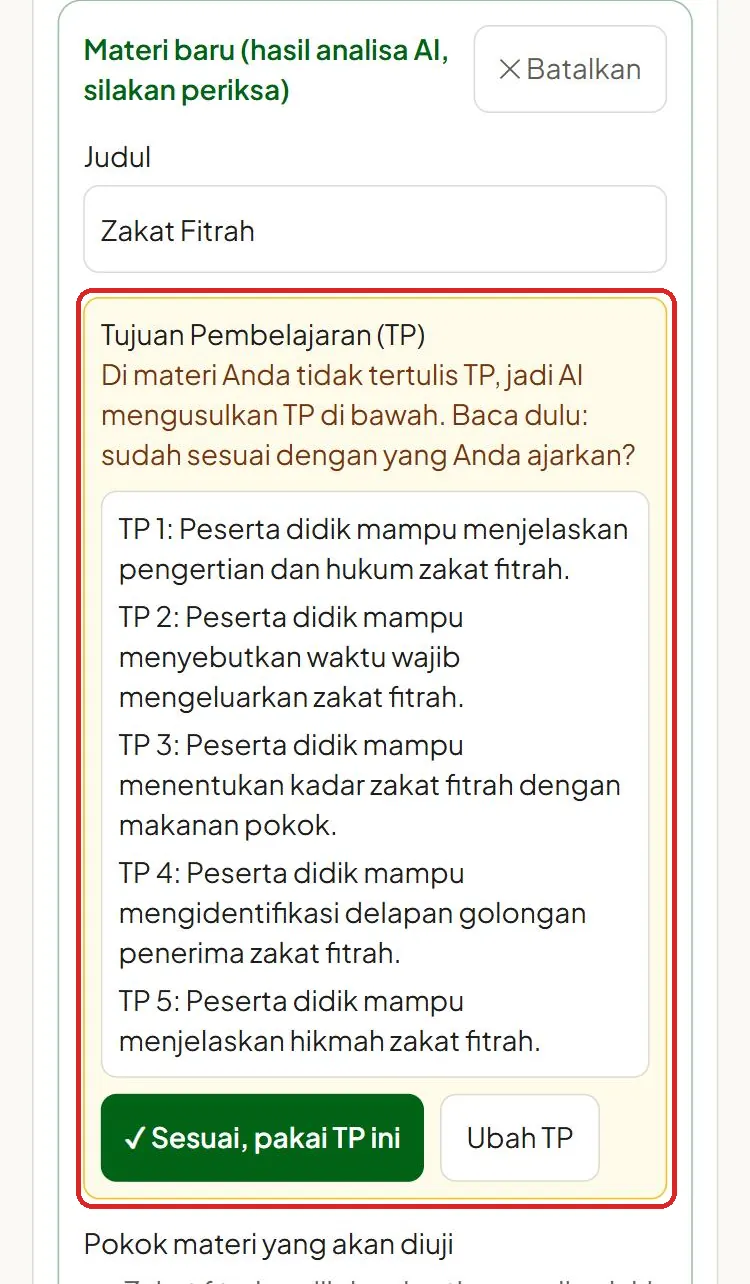 Materi baru (hasil analisa AI,
silakan periksa)
× Batalkan
Judul
Zakat Fitrah
Tujuan Pembelajaran (TP)
Di materi Anda tidak tertulis TP, jadi AI
mengusulkan TP di bawah. Baca dulu:
sudah sesuai dengan yang Anda ajarkan?
TP 1: Peserta didik mampu menjelaskan
pengertian dan hukum zakat fitrah.
TP 2: Peserta didik mampu
menyebutkan waktu wajib
mengeluarkan zakat fitrah.
TP 3: Peserta didik mampu
menentukan kadar zakat fitrah dengan
makanan pokok.
TP 4: Peserta didik mampu
mengidentifikasi delapan golongan
penerima zakat fitrah.
TP 5: Peserta didik mampu
menjelaskan hikmah zakat fitrah.
✓ Sesuai, pakai TP ini
Ubah TP
Pokok materi yang akan diuji